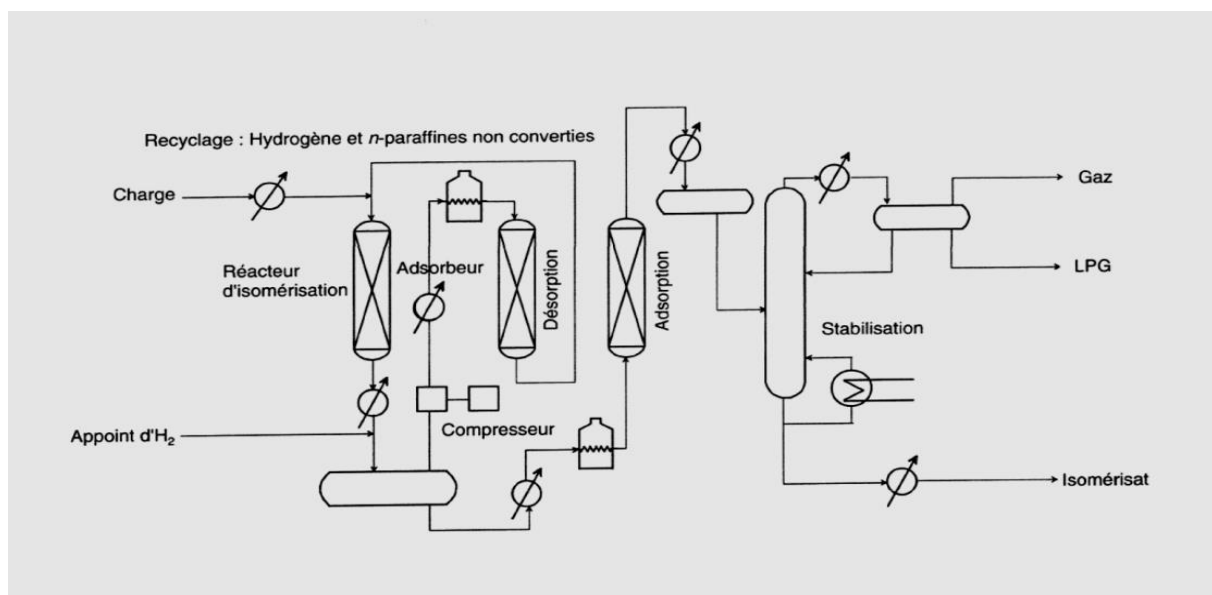 Recyclage : Hydrogène et n-paraffines non converties
Charge
Gaz
Réacteur
d'isomérisation
Adsorbeur
Désorption
Adsorption
LPG
Stabilisation
Appoint d'H₂
Compresseur
Isomérisat